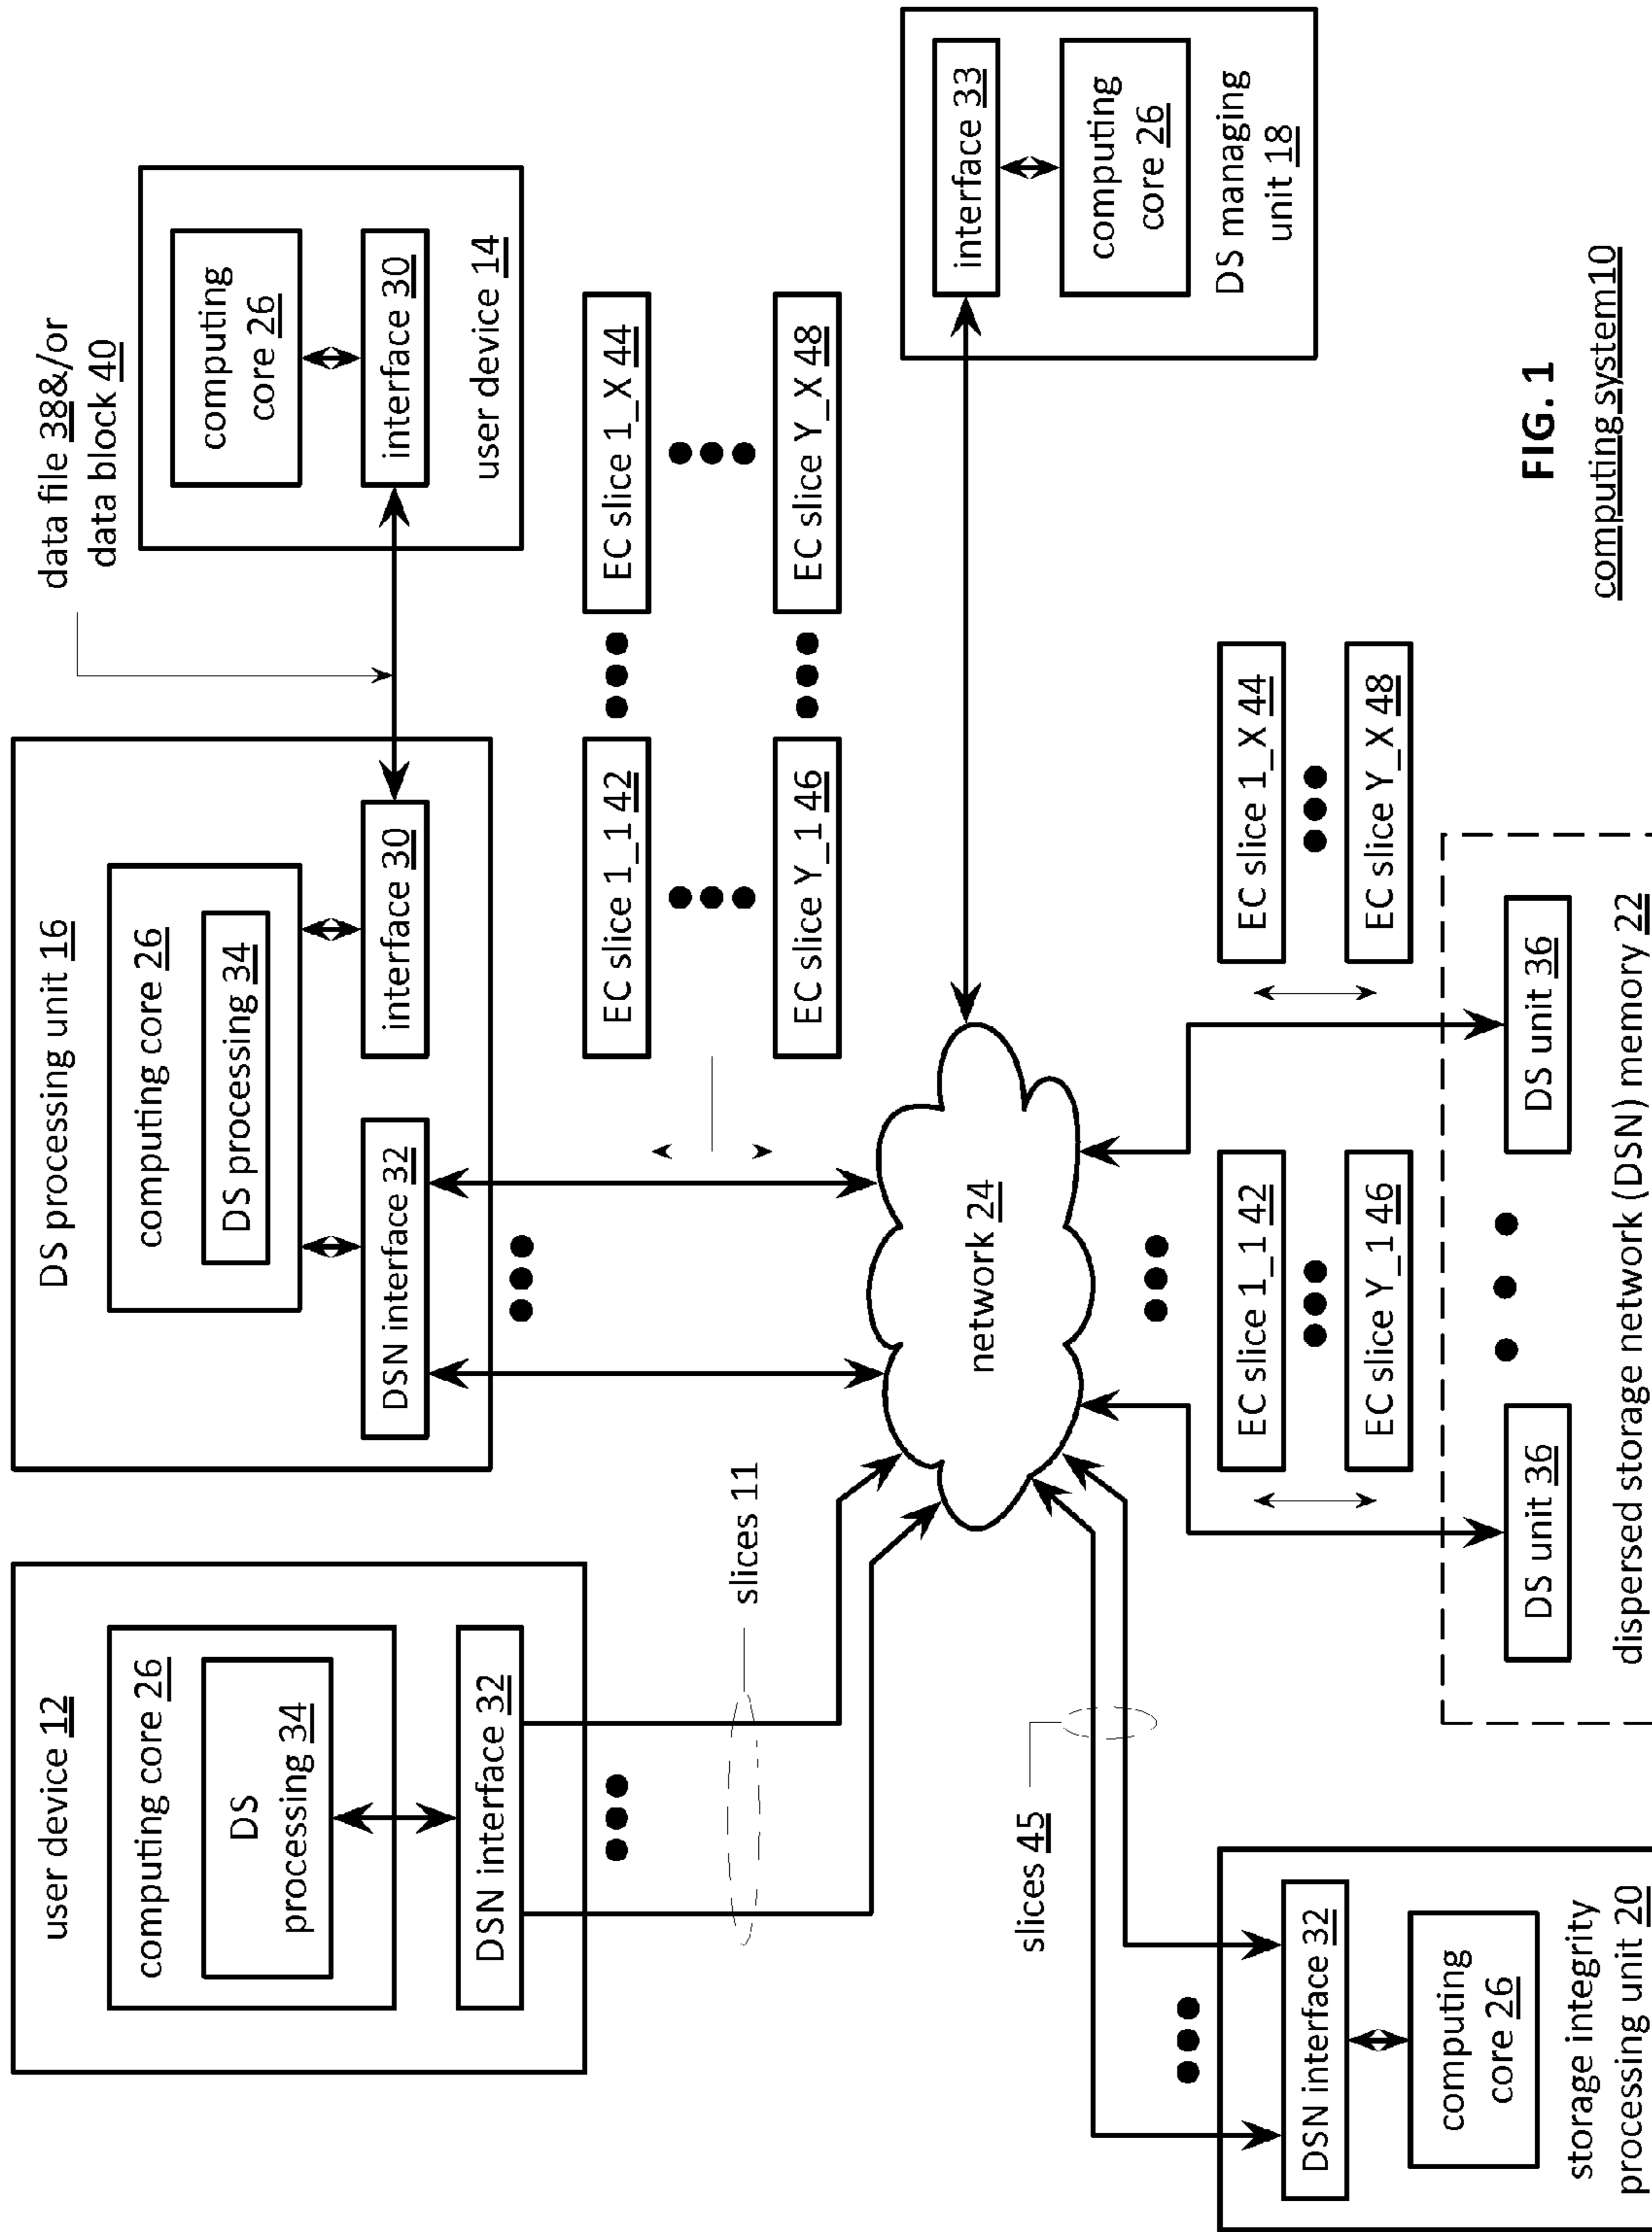 user device 12
computing core 26
DS
processing 34
DSN interface 32
slices 11
DS processing unit 16
computing core 26
DS processing 34
DSN interface 32
interface 30
data file 38&/or
data block 40
computing
core 26
interface 30
user device 14
EC slice 1_1 42
EC slice 1_X 44
EC slice Y_1 46
EC slice Y_X 48
network 24
interface 33
computing
core 26
DS managing
unit 18
slices 45
DSN interface 32
computing
core 26
storage integrity
processing unit 20
EC slice 1_1 42
EC slice Y_1 46
EC slice 1_X 44
EC slice Y_X 48
DS unit 36
DS unit 36
dispersed storage network (DSN) memory 22
FIG. 1
computing system10